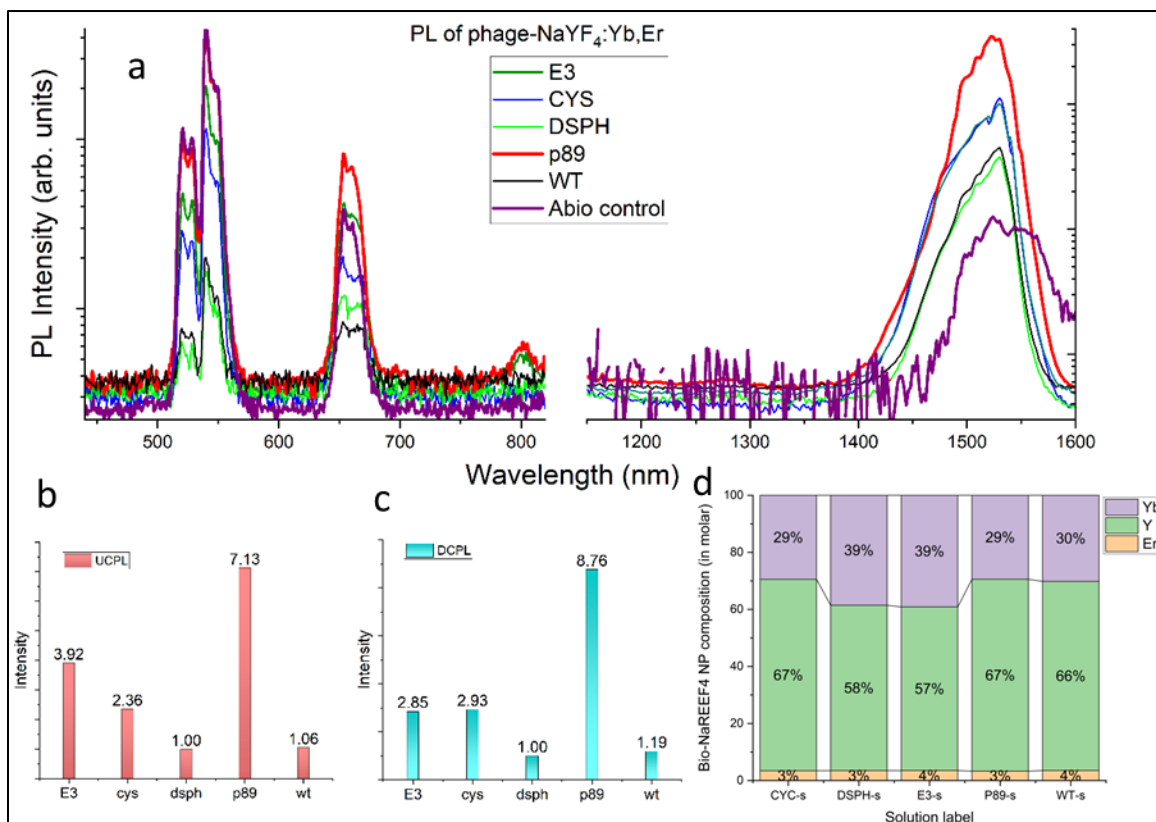 PL of phage-NaYF4:Yb,Er
a
E3
CYS
DSPH
p89
WT
Abio control
PL Intensity (arb. units)
500 600 700 800 1200 1300 1400 1500 1600
Wavelength (nm)
b
UCPL
Intensity
3.92
2.36
1.00
7.13
1.06
E3 cys dsph p89 wt
c
DCPL
Intensity
2.85
2.93
1.00
8.76
1.19
E3 cys dsph p89 wt
d
Yb
Y
Er
Bio-NaREEF4 NP composition (in molar)
100
80
60
40
20
0
29% 39% 39% 29% 30%
67% 58% 57% 67% 66%
3% 3% 4% 3% 4%
CYC-s DSPH-s E3-s P89-s WT-s
Solution label